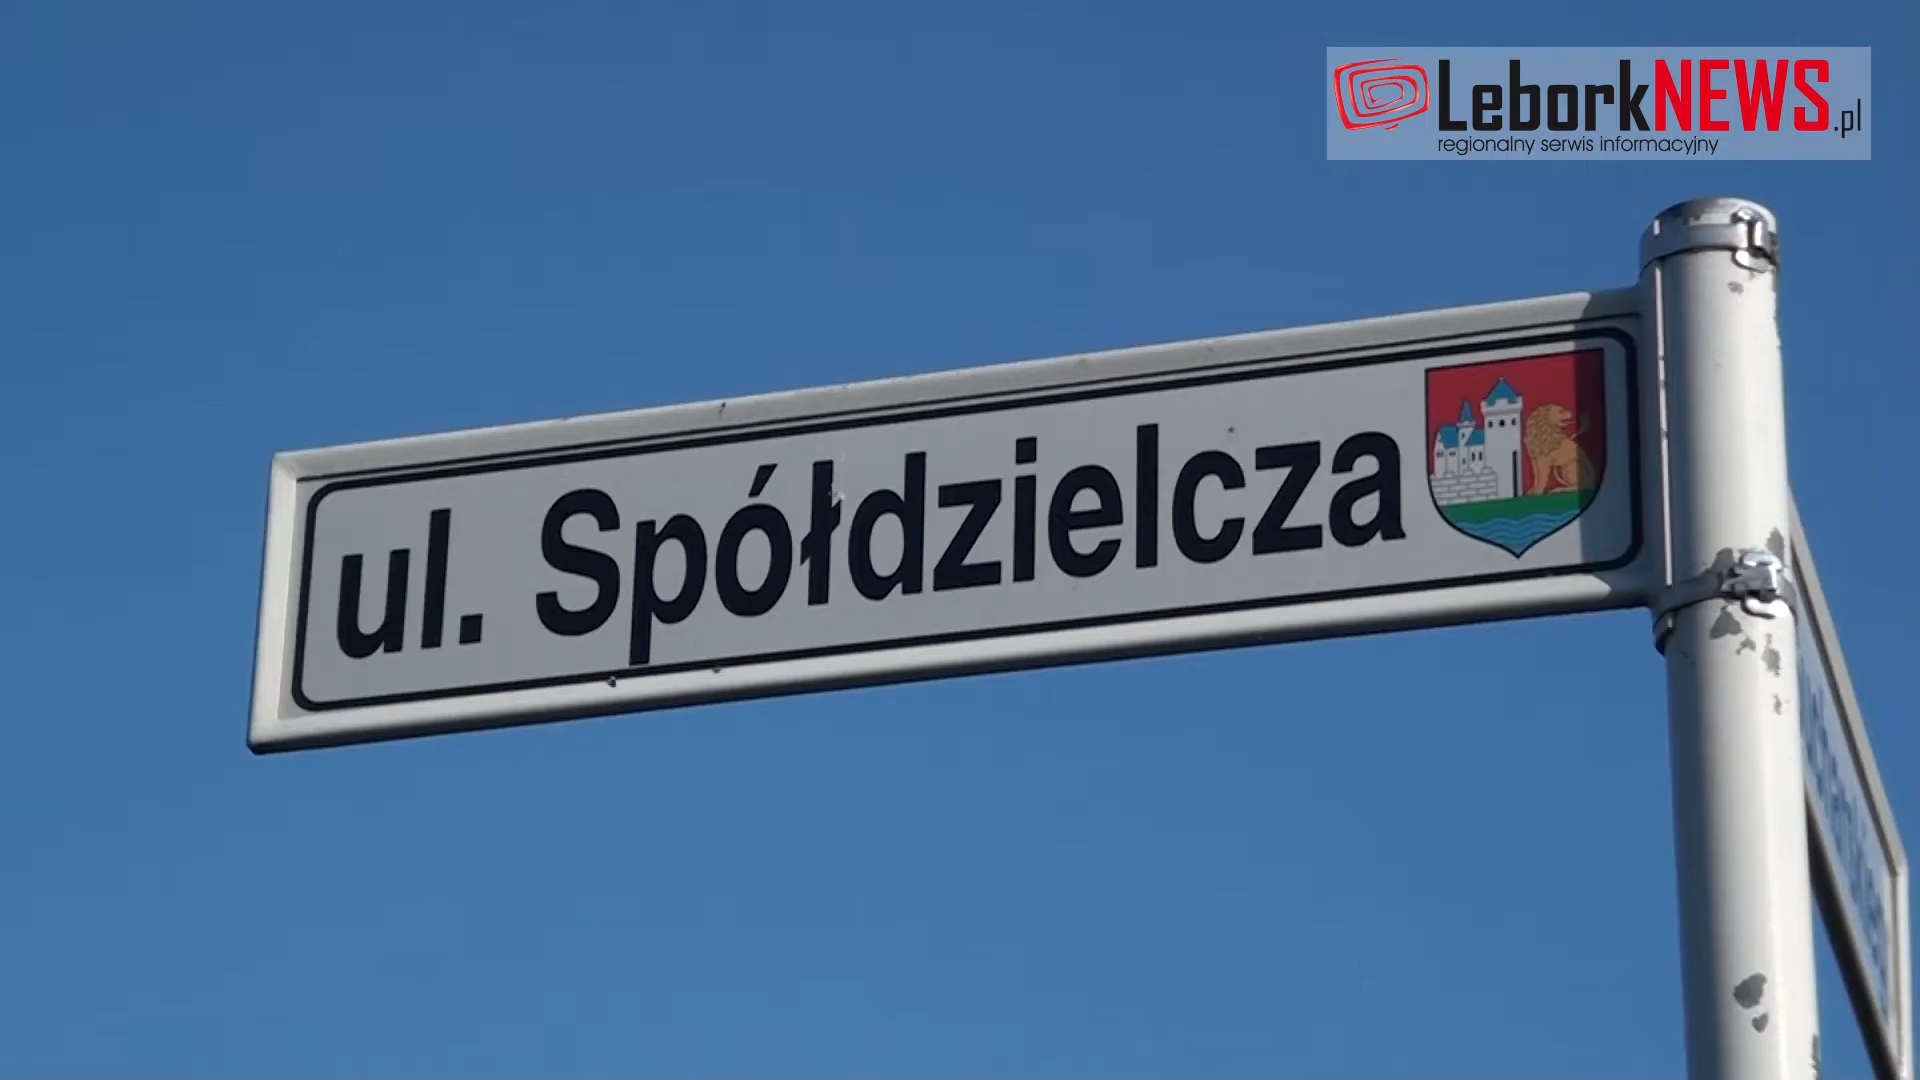 LeborkNEWS.pl
regionalny serwis informacyjny
ul. Spółdzielcza